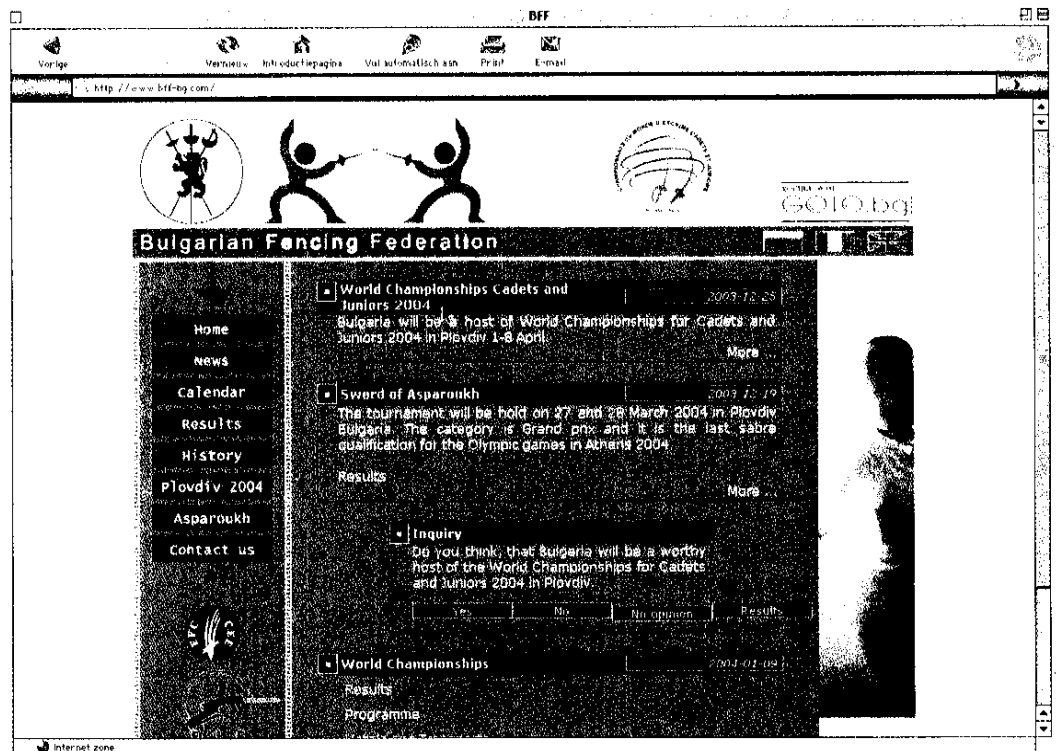 BFF
Vorige
Vernieuw
Introductiepagina
Vul automatisch aan
Print
E-mail
http://www.bff-bg.com/
GOTO.bg
Bulgarian Fencing Federation
World Championships Cadets and
Juniors 2004
2003-12-25
Bulgaria will be a host of World Championships for Cadets and
Juniors 2004 in Plovdiv 1-8 April.
More ...
Home
News
Calendar
Results
History
Plovdiv 2004
Asparoukh
Contact us
Sword of Asparoukh
2003-12-19
The tournament will be hold on 27 and 28 March 2004 in Plovdiv
Bulgaria. The category is Grand prix and it is the last sabre
qualification for the Olympic games in Athens 2004.
Results
More ...
Inquiry
Do you think, that Bulgaria will be a worthy
host of the World Championships for Cadets
and Juniors 2004 in Plovdiv.
Yes
No
No opinion
Results
World Championships
2004-01-09
Results
Programme
Internet zone